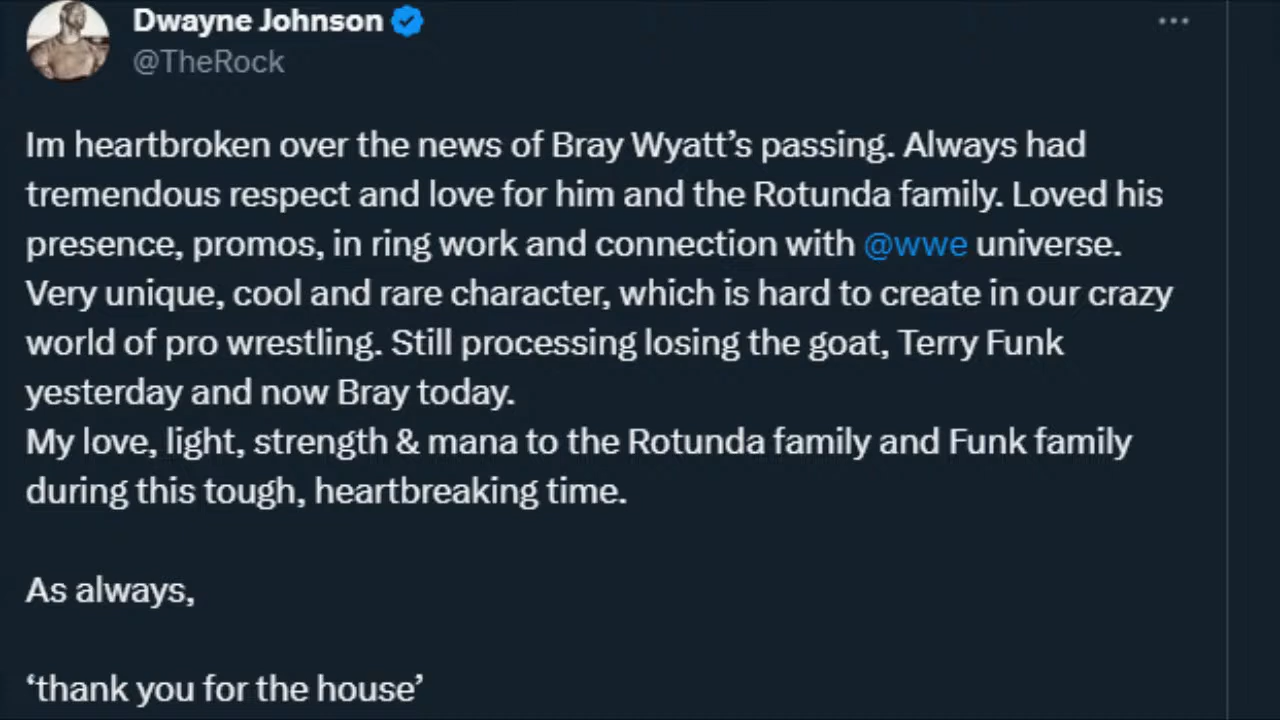 Dwayne Johnson
@TheRock
Im heartbroken over the news of Bray Wyatt’s passing. Always had
tremendous respect and love for him and the Rotunda family. Loved his
presence, promos, in ring work and connection with @wwe universe.
Very unique, cool and rare character, which is hard to create in our crazy
world of pro wrestling. Still processing losing the goat, Terry Funk
yesterday and now Bray today.
My love, light, strength & mana to the Rotunda family and Funk family
during this tough, heartbreaking time.
As always,
‘thank you for the house’